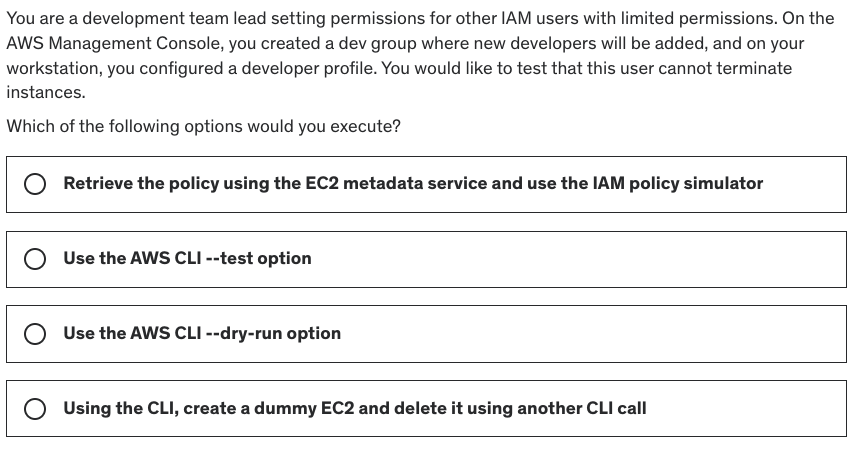 You are a development team lead setting permissions for other IAM users with limited permissions. On the
AWS Management Console, you created a dev group where new developers will be added, and on your
workstation, you configured a developer profile. You would like to test that this user cannot terminate
instances.
Which of the following options would you execute?
Retrieve the policy using the EC2 metadata service and use the IAM policy simulator
Use the AWS CLI --test option
Use the AWS CLI --dry-run option
Using the CLI, create a dummy EC2 and delete it using another CLI call